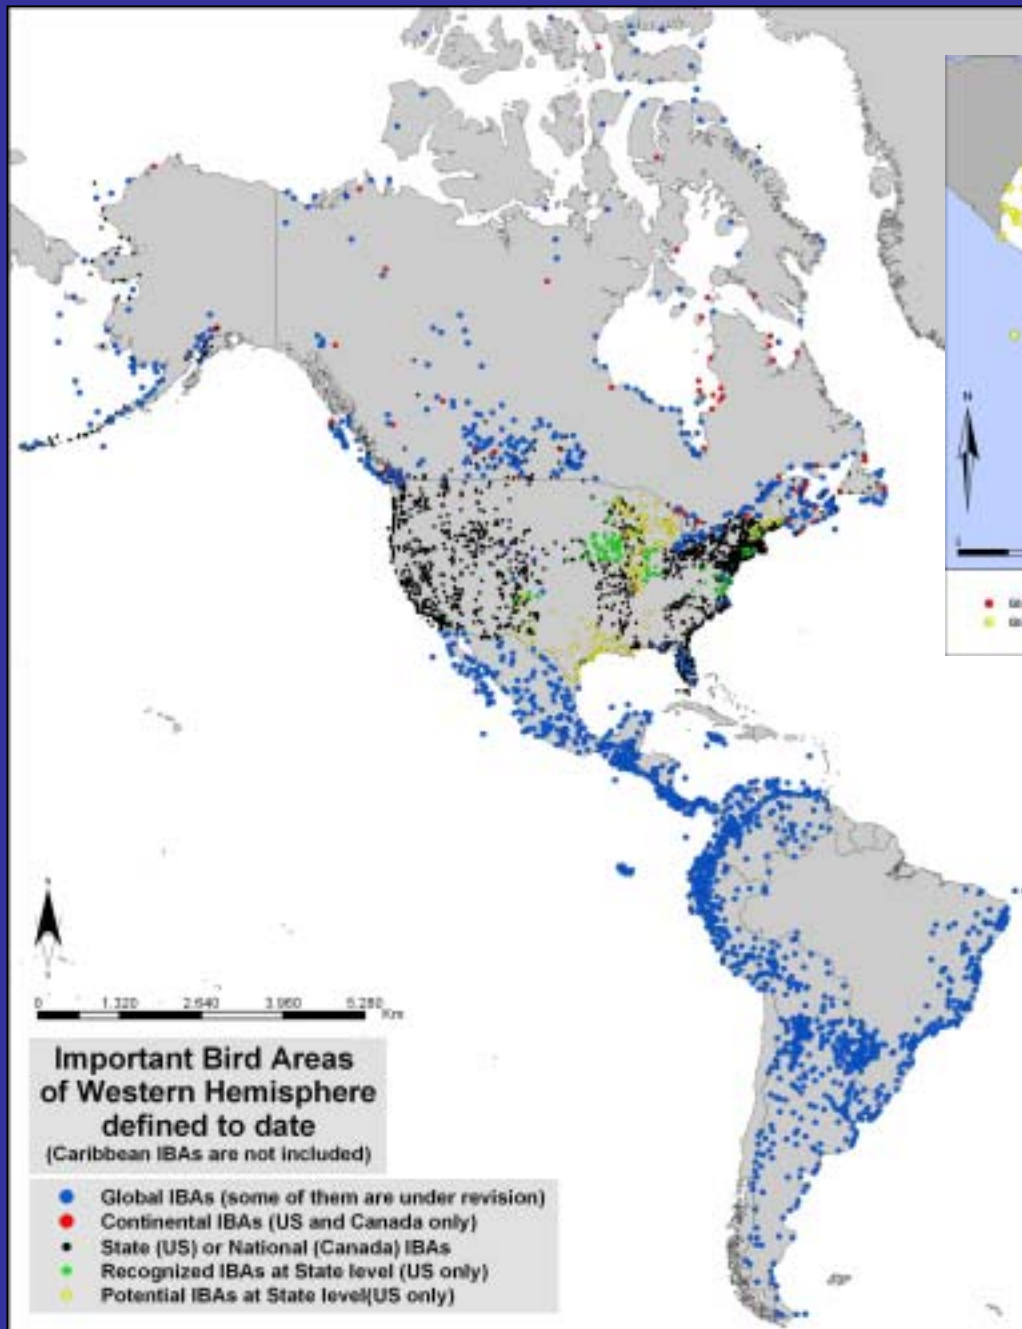 N
N
0 1.320 2.640 3.960 5.280
Km
Important Bird Areas
of Western Hemisphere
defined to date
(Caribbean IBAs are not included)
Global IBAs (some of them are under revision)
Continental IBAs (US and Canada only)
State (US) or National (Canada) IBAs
Recognized IBAs at State level (US only)
Potential IBAs at State level(US only)